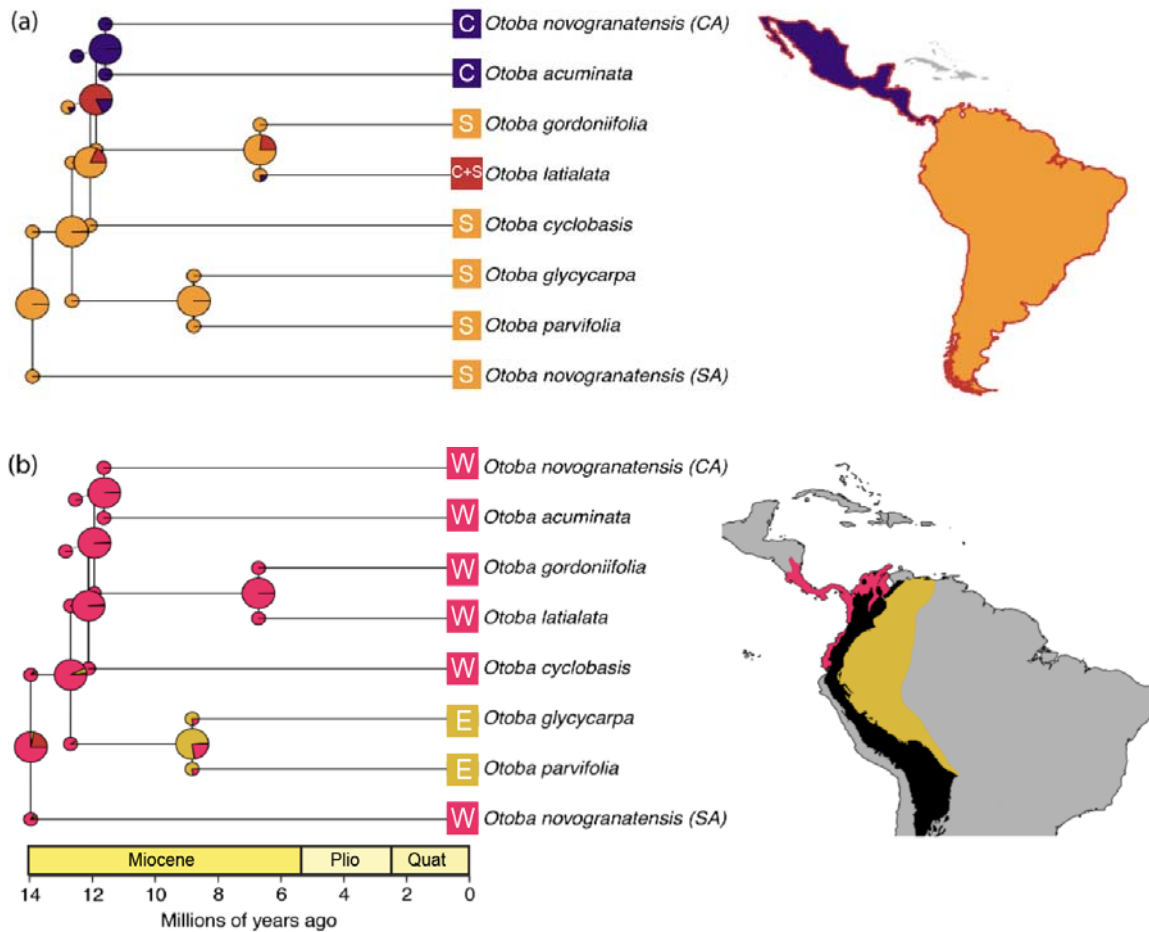 (a)
C Otoba novogranatensis (CA)
C Otoba acuminata
S Otoba gordoniifolia
C+S Otoba latialata
S Otoba cyclobasis
S Otoba glycycarpa
S Otoba parvifolia
S Otoba novogranatensis (SA)
(b)
W Otoba novogranatensis (CA)
W Otoba acuminata
W Otoba gordoniifolia
W Otoba latialata
W Otoba cyclobasis
E Otoba glycycarpa
E Otoba parvifolia
W Otoba novogranatensis (SA)
Miocene Plio Quat
14 12 10 8 6 4 2 0
Millions of years ago